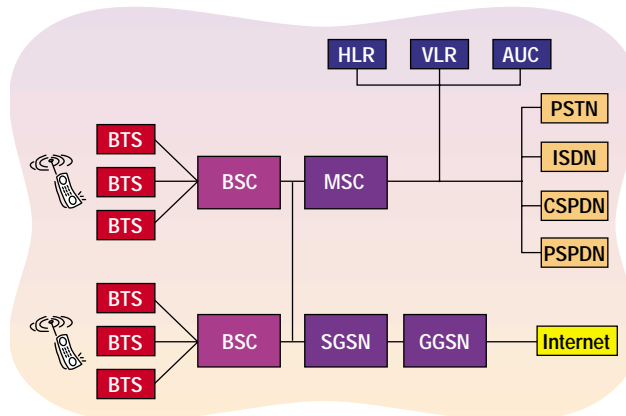 HLR VLR AUC
PSTN
BTS
ISDN
BTS BSC MSC
CSPDN
BTS
PSPDN
BTS
BTS BSC SGSN GGSN Internet
BTS